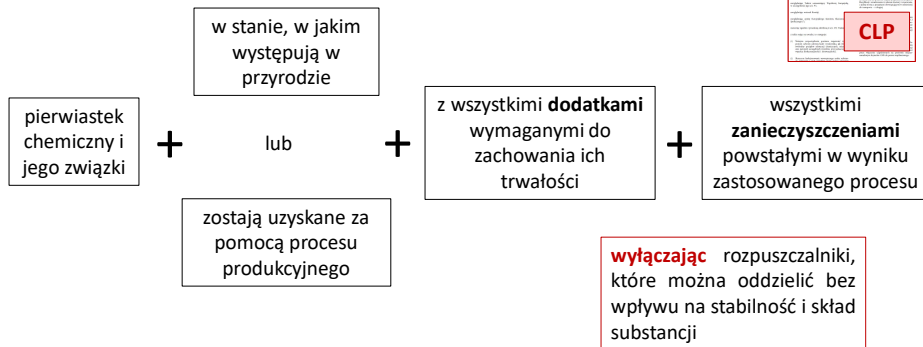 CLP
w stanie, w jakim
występują w
przyrodzie
pierwiastek
chemiczny i
jego związki
+
lub
+
z wszystkimi dodatkami
wymaganymi do
zachowania ich
trwałości
+
wszystkimi
zanieczyszczeniami
powstałymi w wyniku
zastosowanego procesu
zostają uzyskane za
pomocą procesu
produkcyjnego
wyłączając rozpuszczalniki,
które można oddzielić bez
wpływu na stabilność i skład
substancji